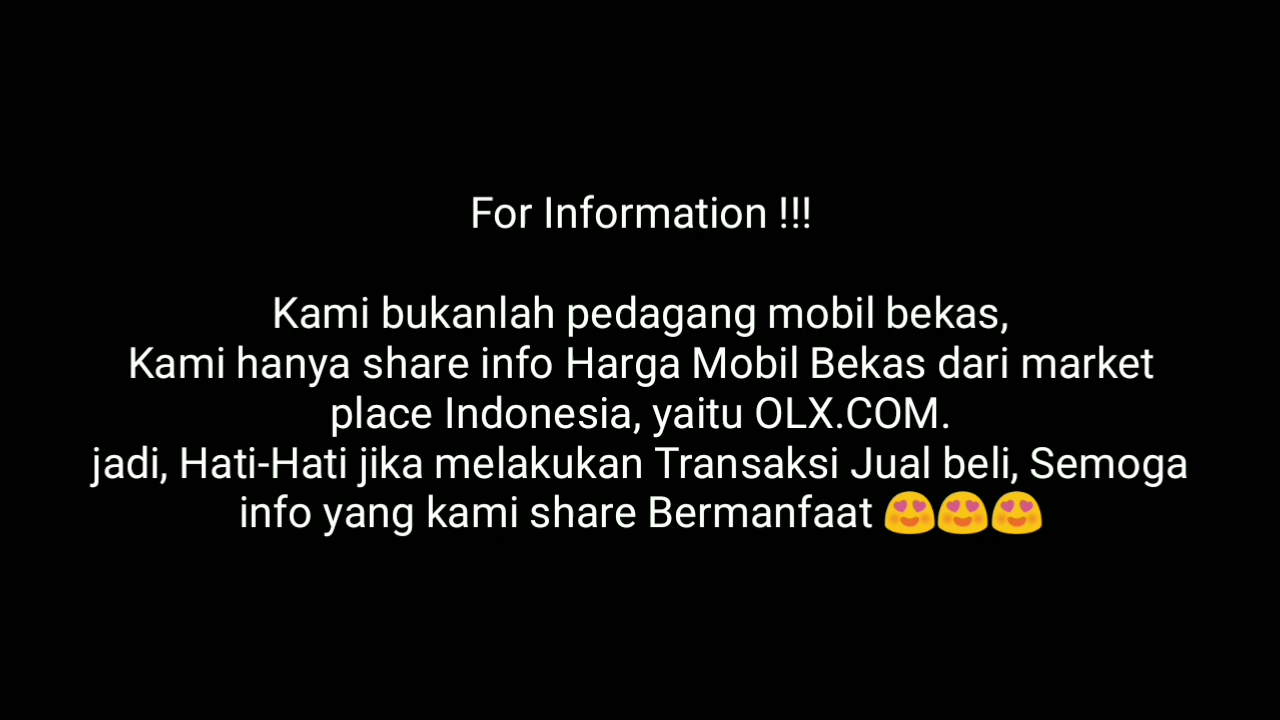 For Information !!!
Kami bukanlah pedagang mobil bekas,
Kami hanya share info Harga Mobil Bekas dari market
place Indonesia, yaitu OLX.COM.
jadi, Hati-Hati jika melakukan Transaksi Jual beli, Semoga
info yang kami share Bermanfaat 😍😍😍